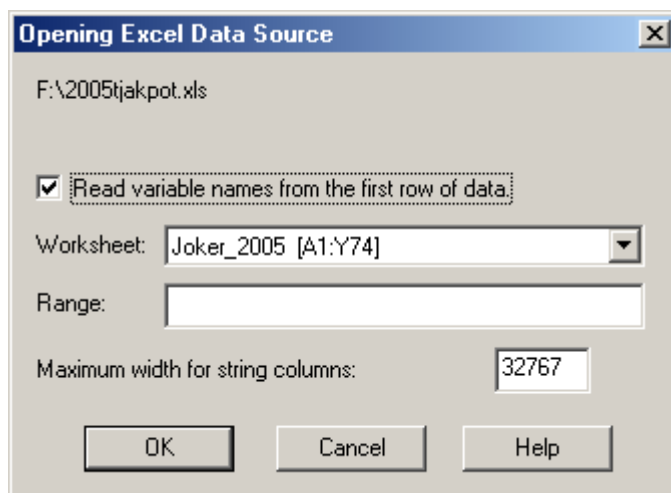 Opening Excel Data Source
F:\2005tjakpot.xls
Read variable names from the first row of data.
Worksheet: Joker_2005 [A1:Y74]
Range:
Maximum width for string columns: 32767
OK Cancel Help